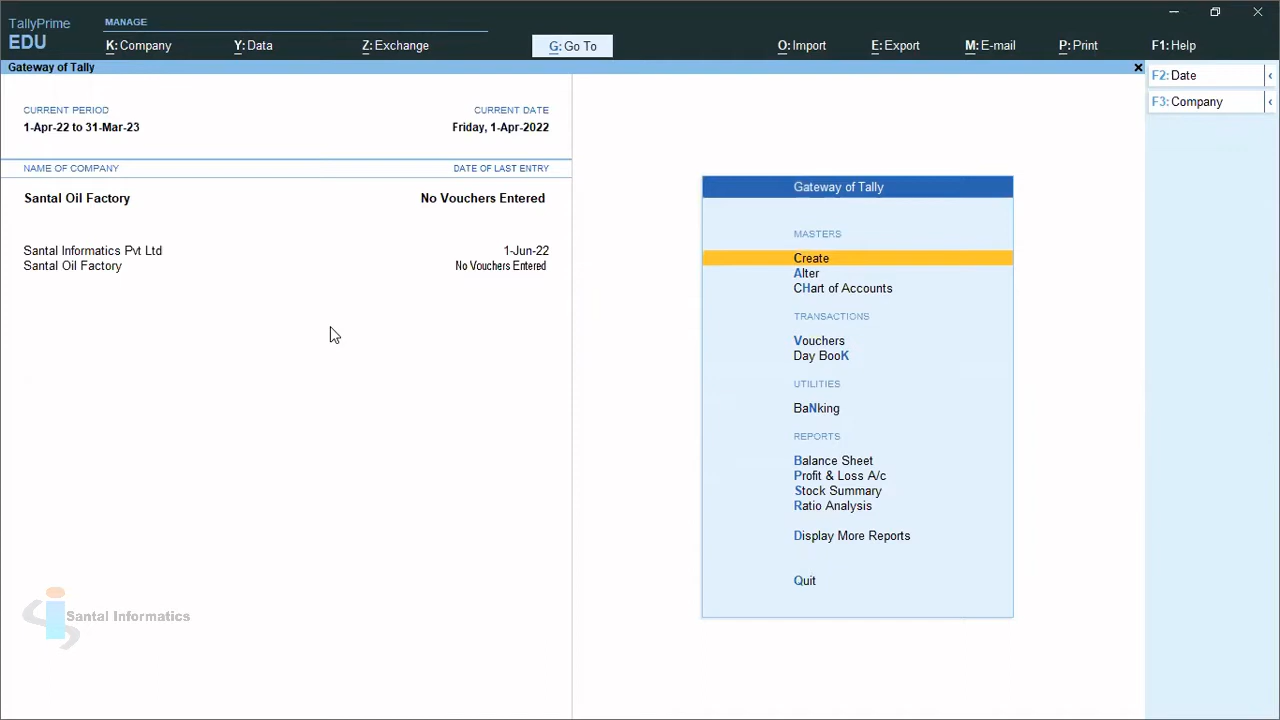 TallyPrime
EDU
MANAGE
K: Company
Y: Data
Z: Exchange
G: Go To
O: Import
E: Export
M: E-mail
P: Print
F1: Help
Gateway of Tally
F2: Date
F3: Company
CURRENT PERIOD
CURRENT DATE
1-Apr-22 to 31-Mar-23
Friday, 1-Apr-2022
NAME OF COMPANY
DATE OF LAST ENTRY
Santal Oil Factory
No Vouchers Entered
Santal Informatics Pvt Ltd
1-Jun-22
Santal Oil Factory
No Vouchers Entered
Gateway of Tally
MASTERS
Create
Alter
CHart of Accounts
TRANSACTIONS
Vouchers
Day BooK
UTILITIES
BaNking
REPORTS
Balance Sheet
Profit & Loss A/c
Stock Summary
Ratio Analysis
Display More Reports
Quit
Santal Informatics